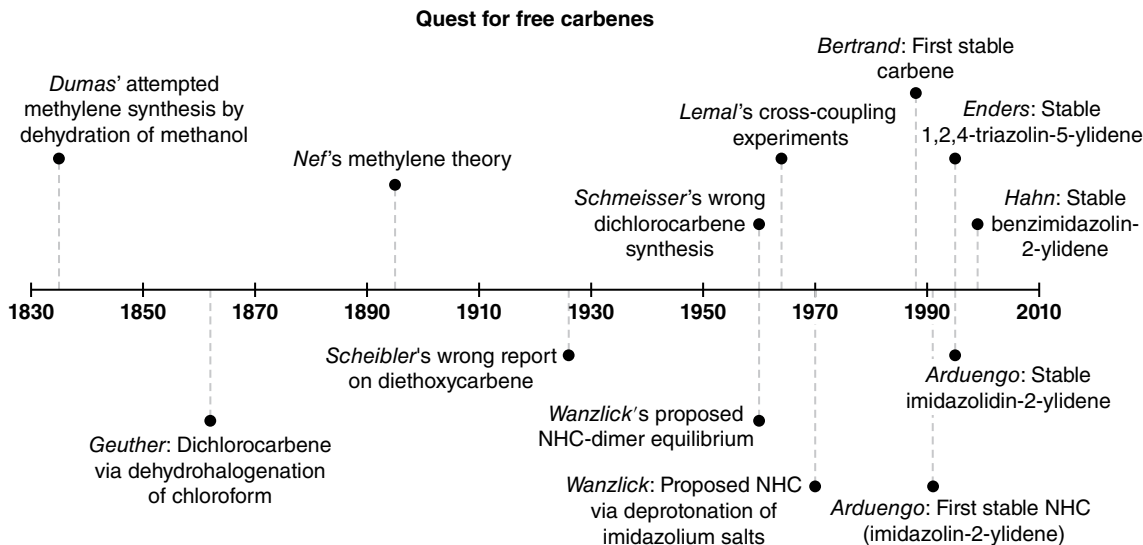 Quest for free carbenes
Dumas' attempted
methylene synthesis by
dehydration of methanol
Nef's methylene theory
Schmeisser's wrong
dichlorocarbene
synthesis
Lemal's cross-coupling
experiments
Bertrand: First stable
carbene
Enders: Stable
1,2,4-triazolin-5-ylidene
Hahn: Stable
benzimidazolin-
2-ylidene
1830 1850 1870 1890 1910 1930 1950 1970 1990 2010
Geuther: Dichlorocarbene
via dehydrohalogenation
of chloroform
Scheibler's wrong report
on diethoxycarbene
Wanzlick's proposed
NHC-dimer equilibrium
Wanzlick: Proposed NHC
via deprotonation of
imidazolium salts
Arduengo: Stable
imidazolidin-2-ylidene
Arduengo: First stable NHC
(imidazolin-2-ylidene)